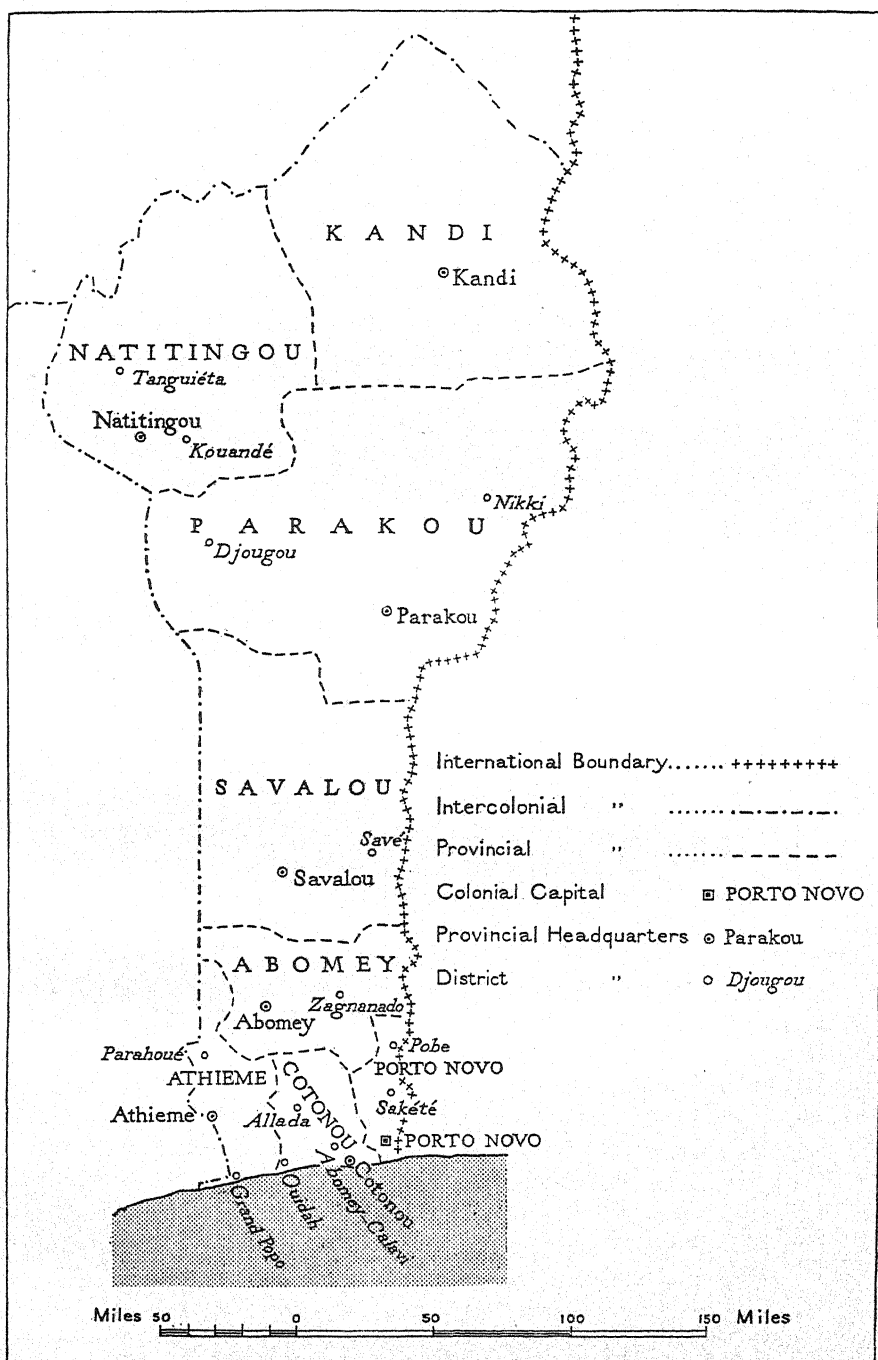 KANDI
Kandi
NATITINGOU
Tanguiéta
Natitingou
Kouandé
Nikki
PARAKOU
Djougou
Parakou
International Boundary....... +++++++++
SAVALOU
Intercolonial " .......
Savé
Provincial " .......
Savalou
Colonial Capital PORTO NOVO
Provincial Headquarters Parakou
ABOMEY
District " Djougou
Zagnanado
Abomey
Parahoué
Pobe
ATHIEME
COTONOU
PORTO NOVO
Athieme
Allada
Sakété
PORTO NOVO
Grand Popo
Ouidah
Abomey-Calavi
Cotonou
Miles 50 0 50 100 150 Miles